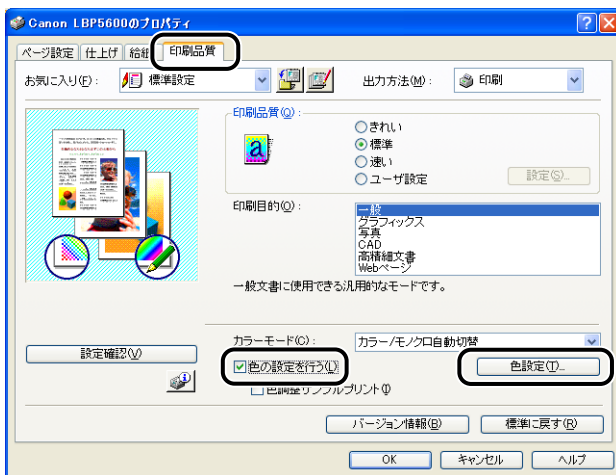 Canon LBP5600のプロパティ
ページ設定 仕上げ 給紙 印刷品質
お気に入り(F): 標準設定 出力方法(M): 印刷
印刷品質(Q):
きれい
標準
速い
ユーザ設定 設定(S)...
印刷目的(O):
一般
グラフィックス
写真
CAD
高精細文書
Webページ
一般文書に使用できる汎用的なモードです。
カラーモード(C): カラー/モノクロ自動切替
設定確認(V)
色の設定を行う(L) 色設定(T)...
色調整サンプルプリント(I)
バージョン情報(B) 標準に戻す(R)
OK キャンセル ヘルプ